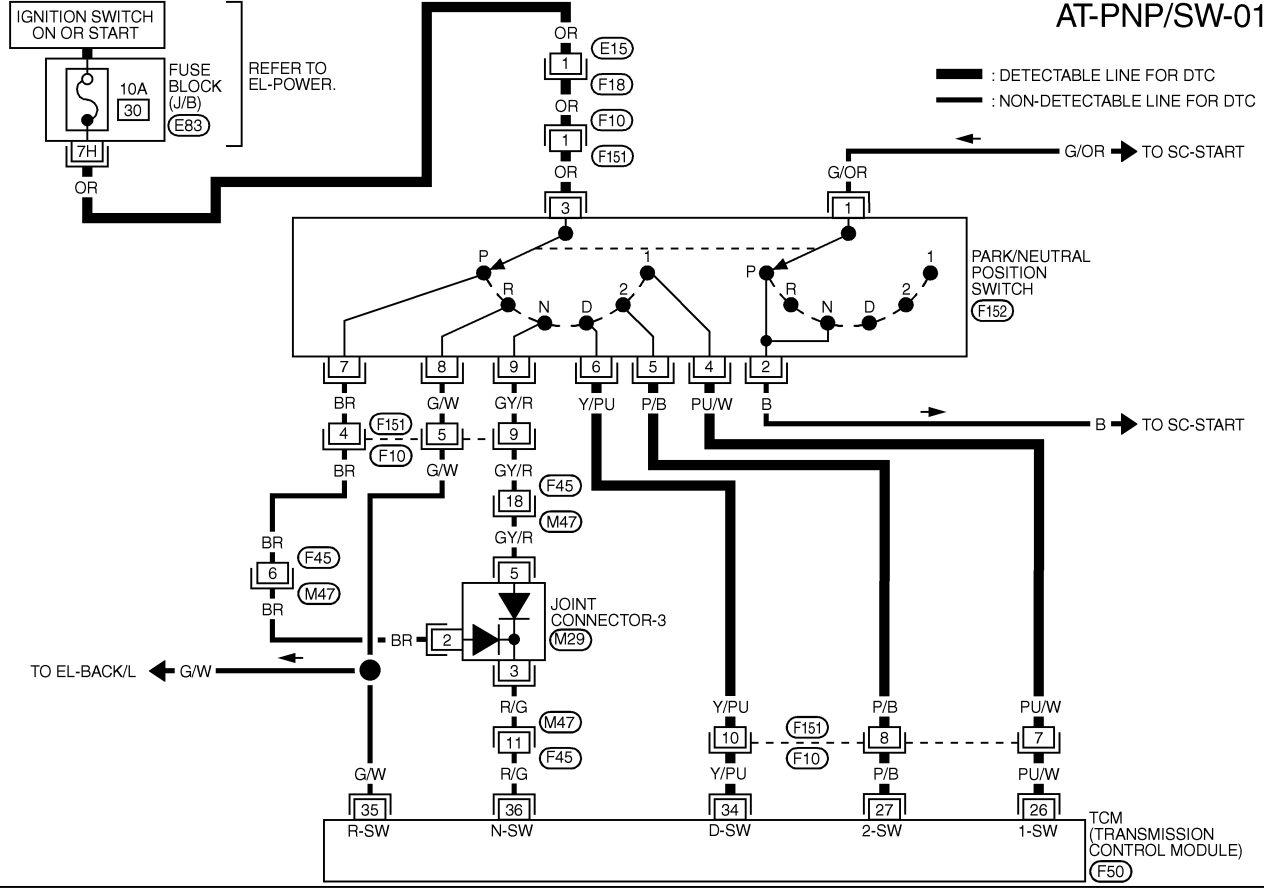 AT-PNP/SW-01
IGNITION SWITCH
ON OR START
FUSE
BLOCK
(J/B)
E83
10A
30
7H
OR
REFER TO
EL-POWER.
OR
1
E15
F18
OR
1
F10
F151
OR
3
: DETECTABLE LINE FOR DTC
: NON-DETECTABLE LINE FOR DTC
G/OR
TO SC-START
G/OR
1
PARK/NEUTRAL
POSITION
SWITCH
F152
P
R
N
D
2
1
P
R
N
D
2
1
7
8
9
6
5
4
2
BR
G/W
GY/R
Y/PU
P/B
PU/W
B
B
TO SC-START
4
F151
F10
5
9
BR
G/W
GY/R
18
F45
M47
GY/R
BR
6
F45
M47
BR
BR
2
5
3
JOINT
CONNECTOR-3
M29
TO EL-BACK/L
G/W
R/G
11
M47
F45
R/G
G/W
Y/PU
P/B
PU/W
10
F151
F10
8
7
Y/PU
P/B
PU/W
35
36
34
27
26
R-SW
N-SW
D-SW
2-SW
1-SW
TCM
(TRANSMISSION
CONTROL MODULE)
F50